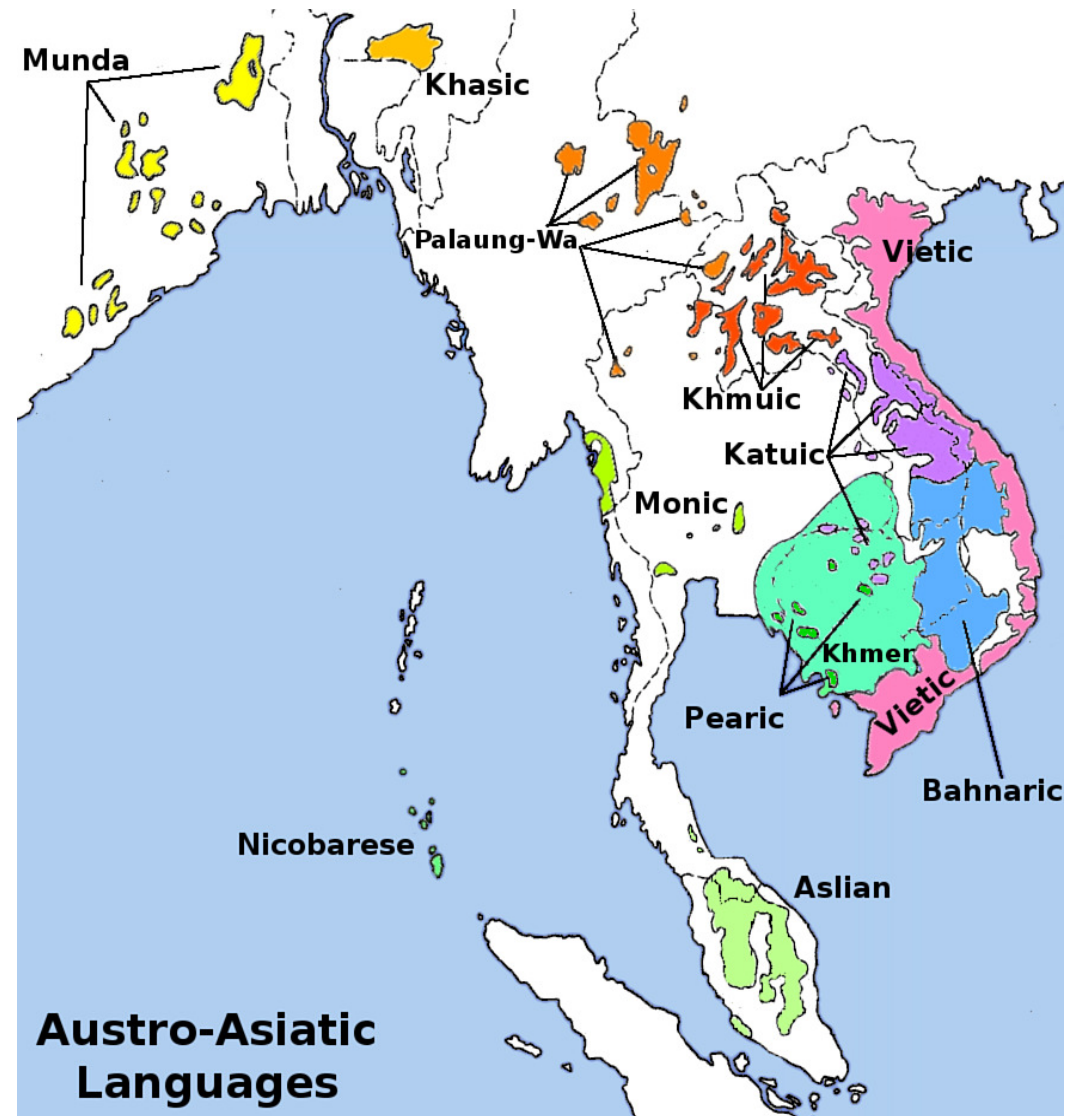 Munda
Khasic
Palaung-Wa
Vietic
Khmuic
Katuic
Monic
Khmer
Vietic
Pearic
Bahnaric
Nicobarese
Aslian
Austro-Asiatic
Languages